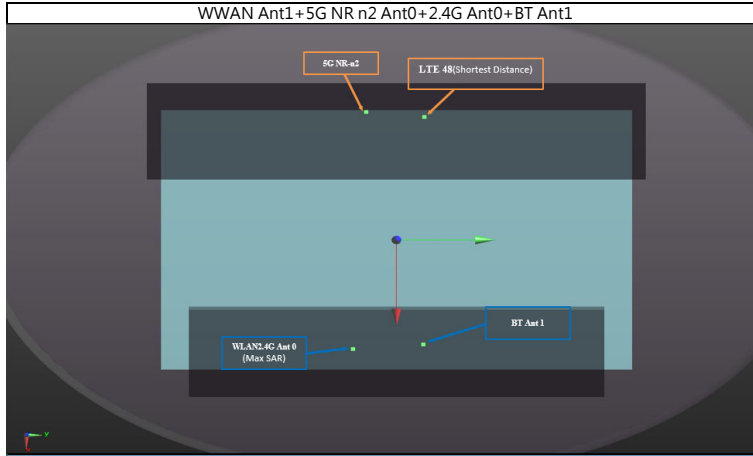 WWAN Ant1+5G NR n2 Ant0+2.4G Ant0+BT Ant1
5G NR-n2
LTE 48(Shortest Distance)
BT Ant 1
WLAN2.4G Ant 0
(Max SAR)
Y